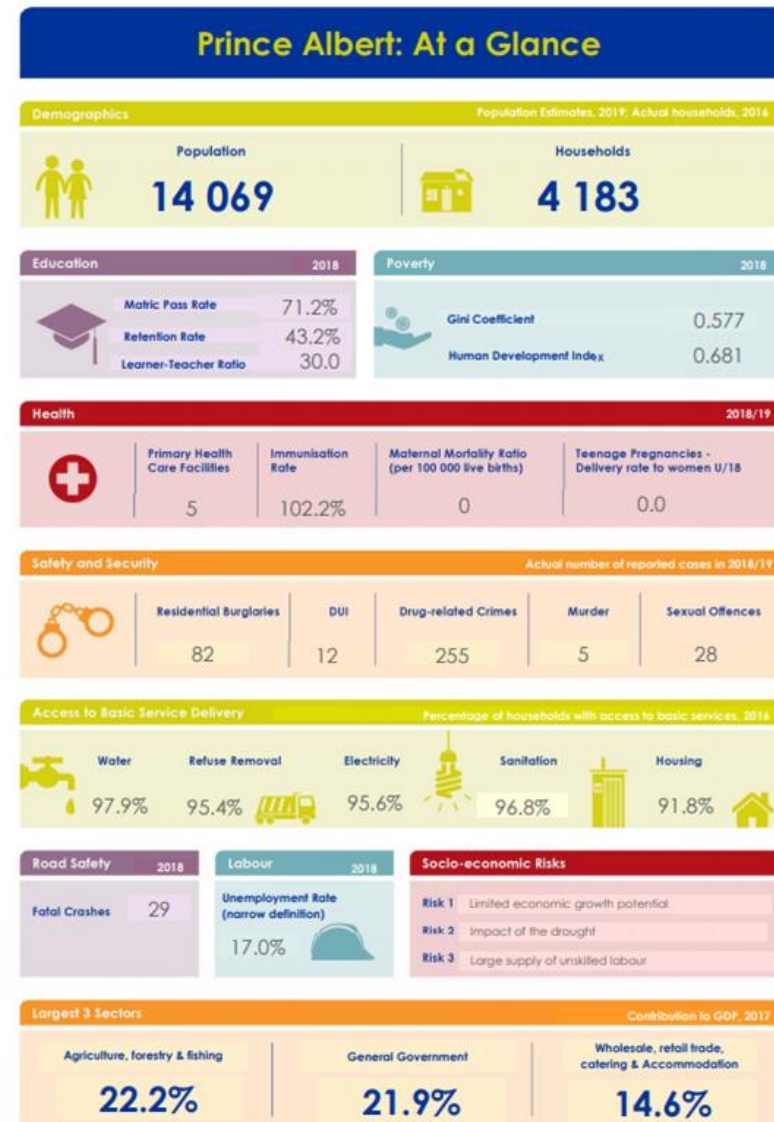 Prince Albert: At a Glance
Demographics Population Estimates, 2019; Actual households, 2016
Population
14 069
Households
4 183
Education 2018
Matric Pass Rate 71.2%
Retention Rate 43.2%
Learner-Teacher Ratio 30.0
Poverty 2018
Gini Coefficient 0.577
Human Development Index 0.681
Health 2018/19
Primary Health
Care Facilities
5
Immunisation
Rate
102.2%
Maternal Mortality Ratio
(per 100 000 live births)
0
Teenage Pregnancies -
Delivery rate to women U/18
0.0
Safety and Security Actual number of reported cases in 2018/19
Residential Burglaries
82
DUI
12
Drug-related Crimes
255
Murder
5
Sexual Offences
28
Access to Basic Service Delivery Percentage of households with access to basic services, 2016
Water
97.9%
Refuse Removal
95.4%
Electricity
95.6%
Sanitation
96.8%
Housing
91.8%
Road Safety 2018
Fatal Crashes 29
Labour 2018
Unemployment Rate
(narrow definition)
17.0%
Socio-economic Risks
Risk 1 Limited economic growth potential
Risk 2 Impact of the drought
Risk 3 Large supply of unskilled labour
Largest 3 Sectors Contribution to GDP, 2017
Agriculture, forestry & fishing
22.2%
General Government
21.9%
Wholesale, retail trade,
catering & Accommodation
14.6%